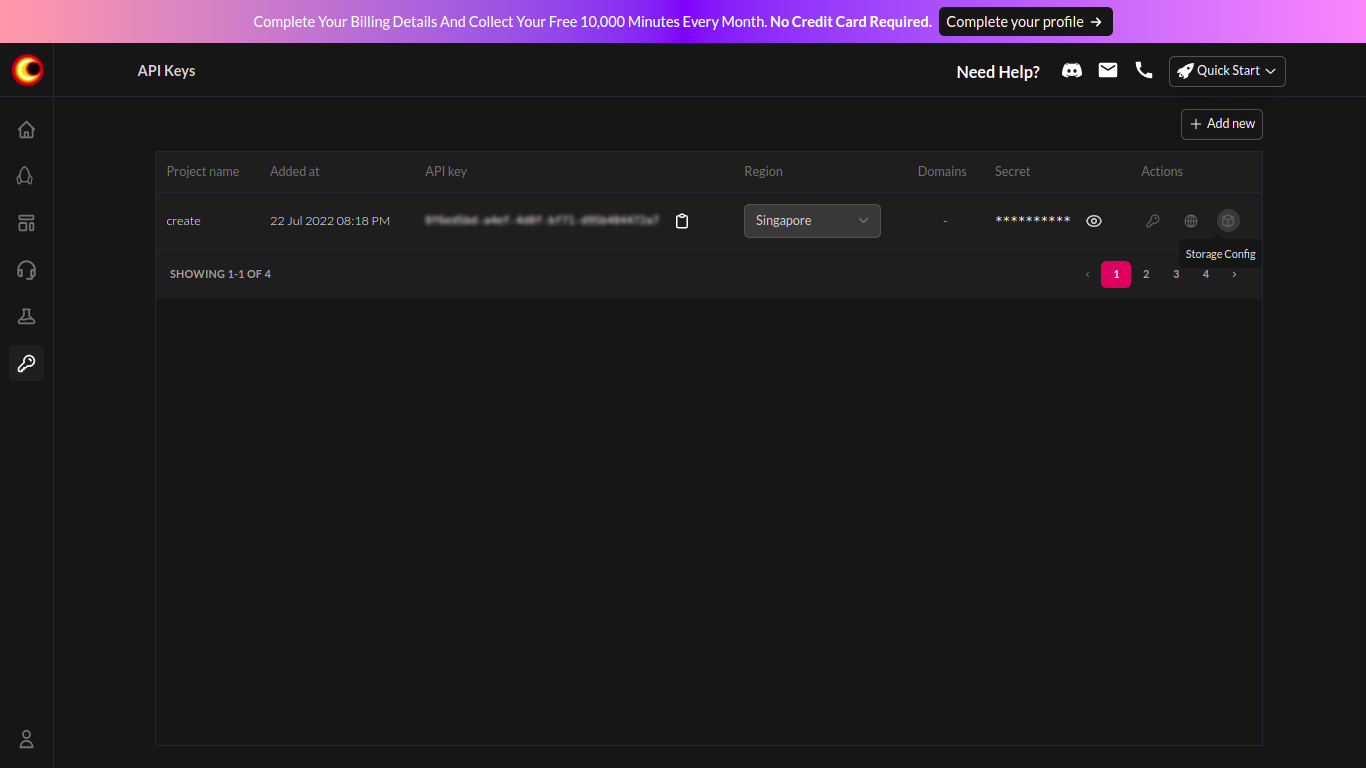 Complete Your Billing Details And Collect Your Free 10,000 Minutes Every Month. No Credit Card Required. Complete your profile →
API Keys Need Help? Quick Start
+ Add new
Project name Added at API key Region Domains Secret Actions
create 22 Jul 2022 08:18 PM Singapore - **********
Storage Config
SHOWING 1-1 OF 4 ‹ 1 2 3 4 ›